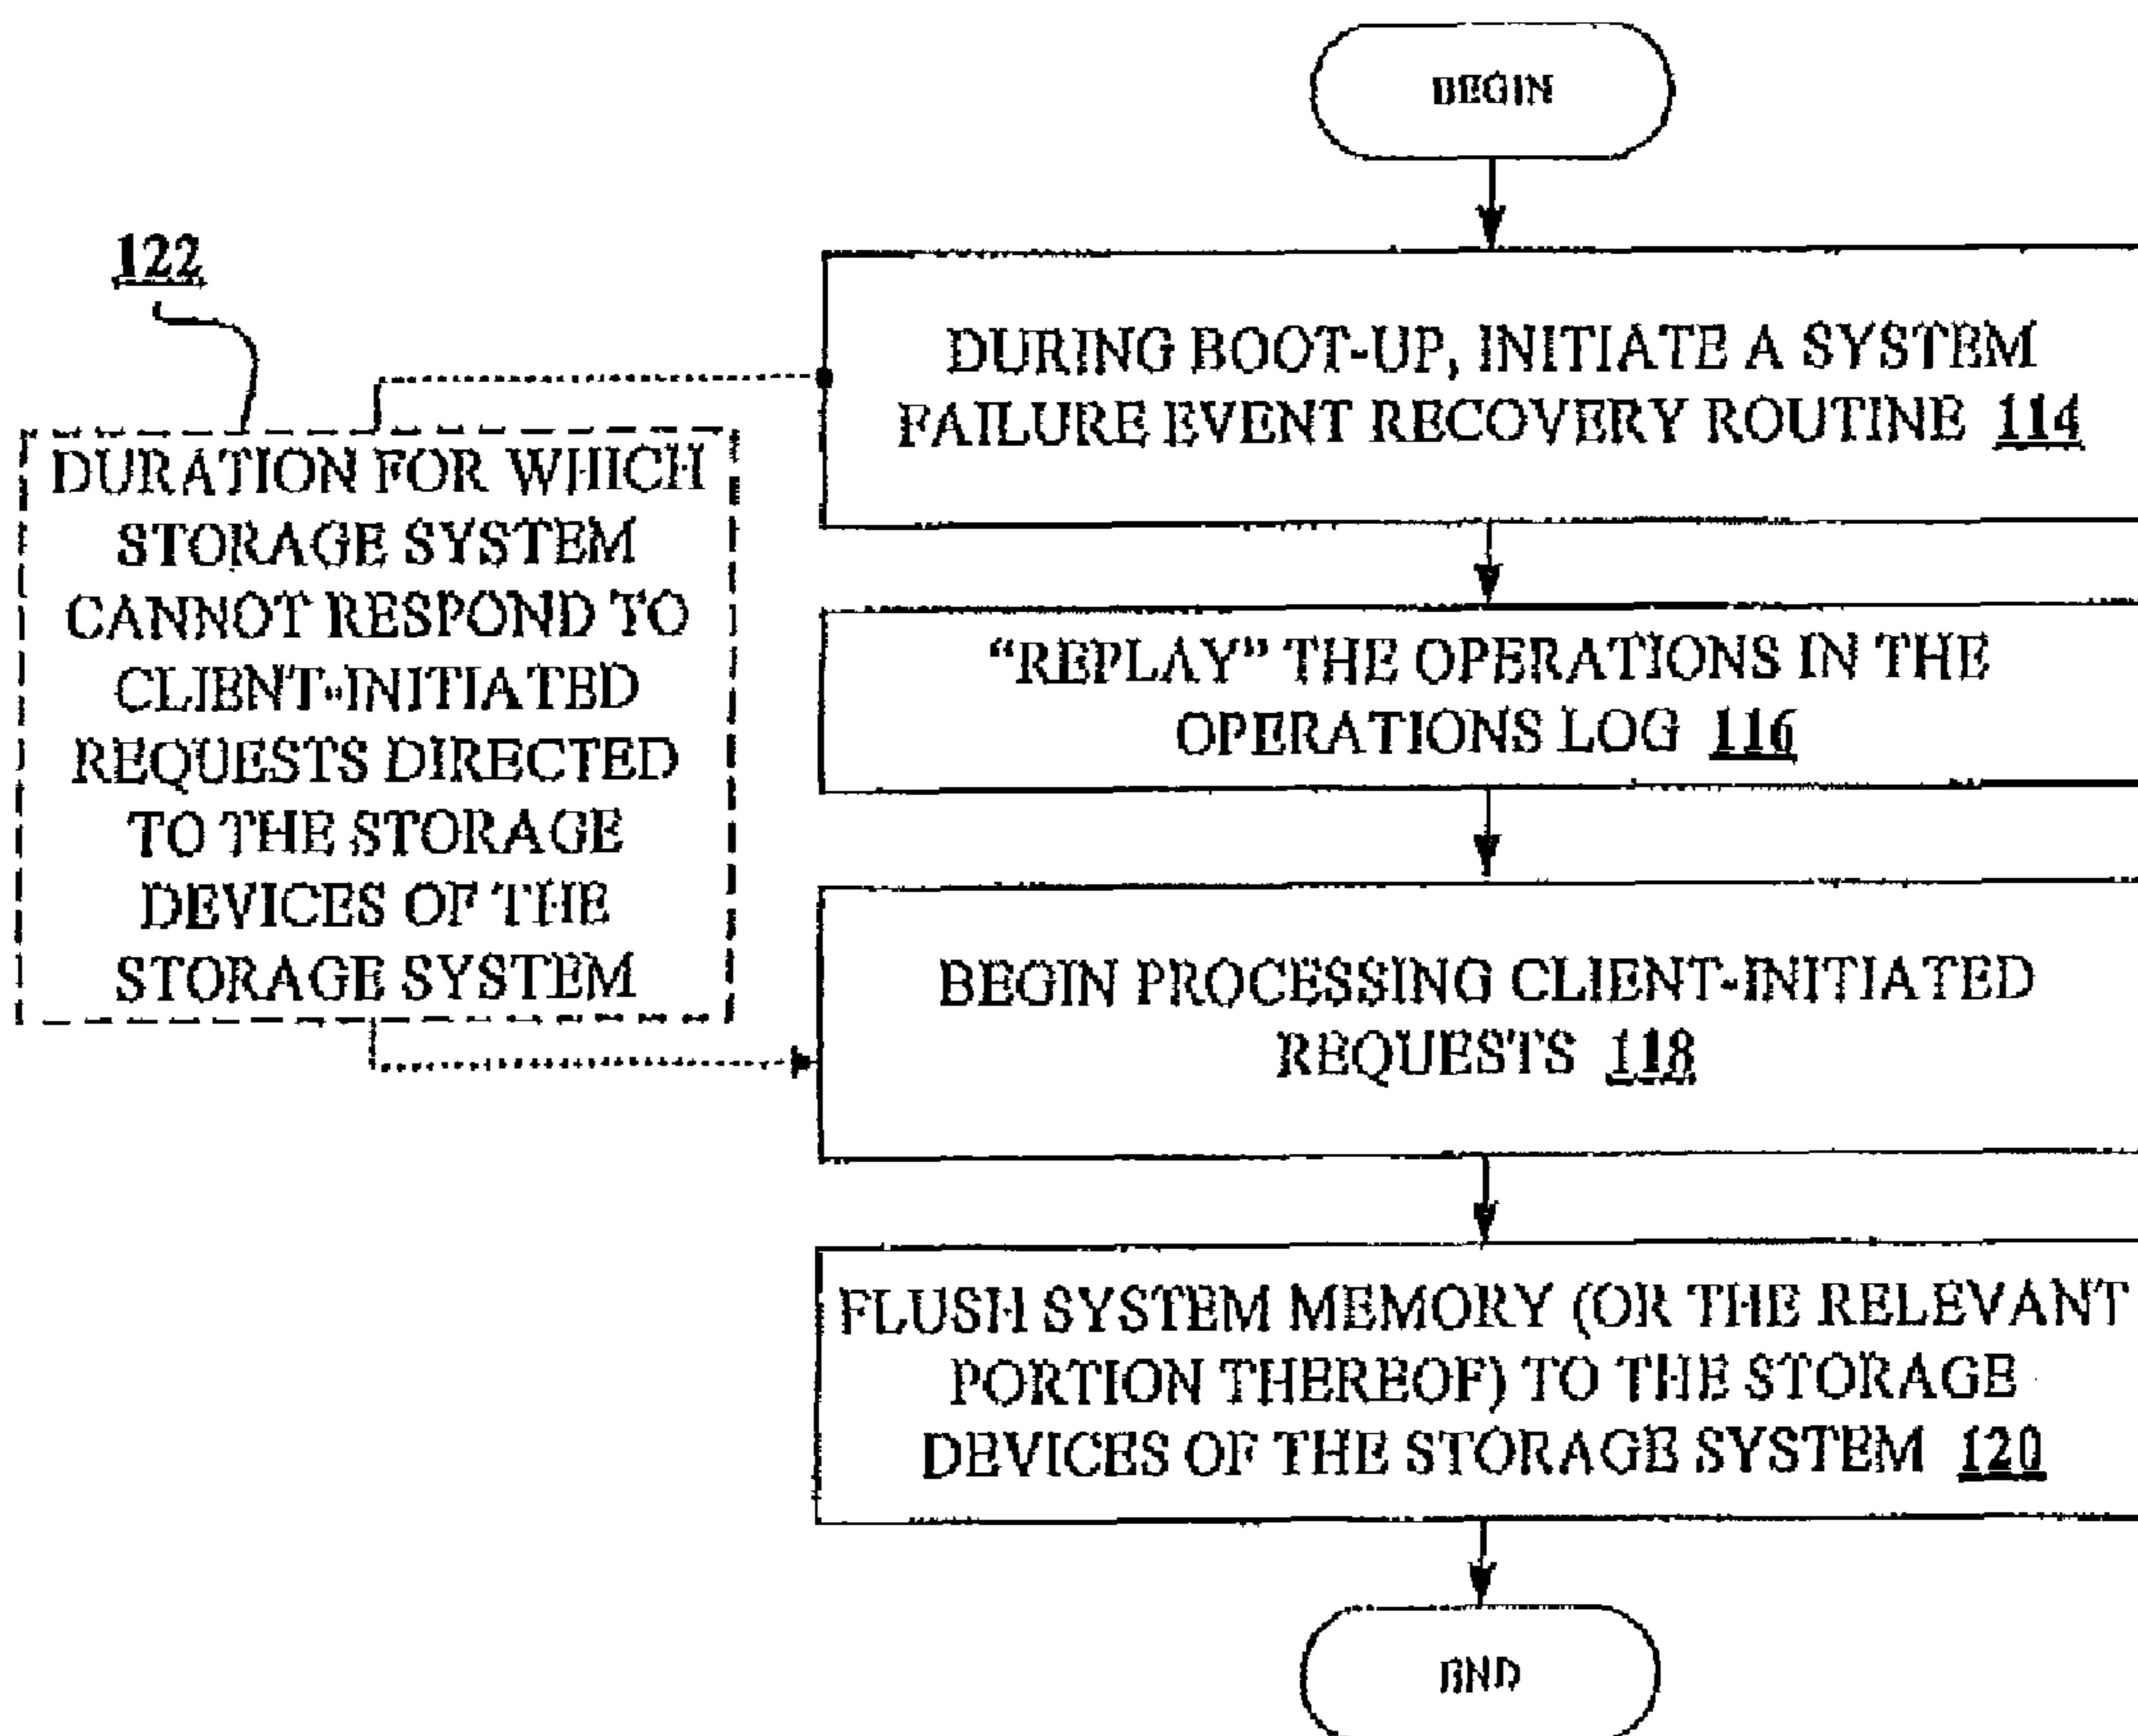 BEGIN
122
DURING BOOT-UP, INITIATE A SYSTEM
FAILURE EVENT RECOVERY ROUTINE 114
DURATION FOR WHICH
STORAGE SYSTEM
CANNOT RESPOND TO
CLIENT-INITIATED
REQUESTS DIRECTED
TO THE STORAGE
DEVICES OF THE
STORAGE SYSTEM
“REPLAY” THE OPERATIONS IN THE
OPERATIONS LOG 116
BEGIN PROCESSING CLIENT-INITIATED
REQUESTS 118
FLUSH SYSTEM MEMORY (OR THE RELEVANT
PORTION THEREOF) TO THE STORAGE
DEVICES OF THE STORAGE SYSTEM 120
END